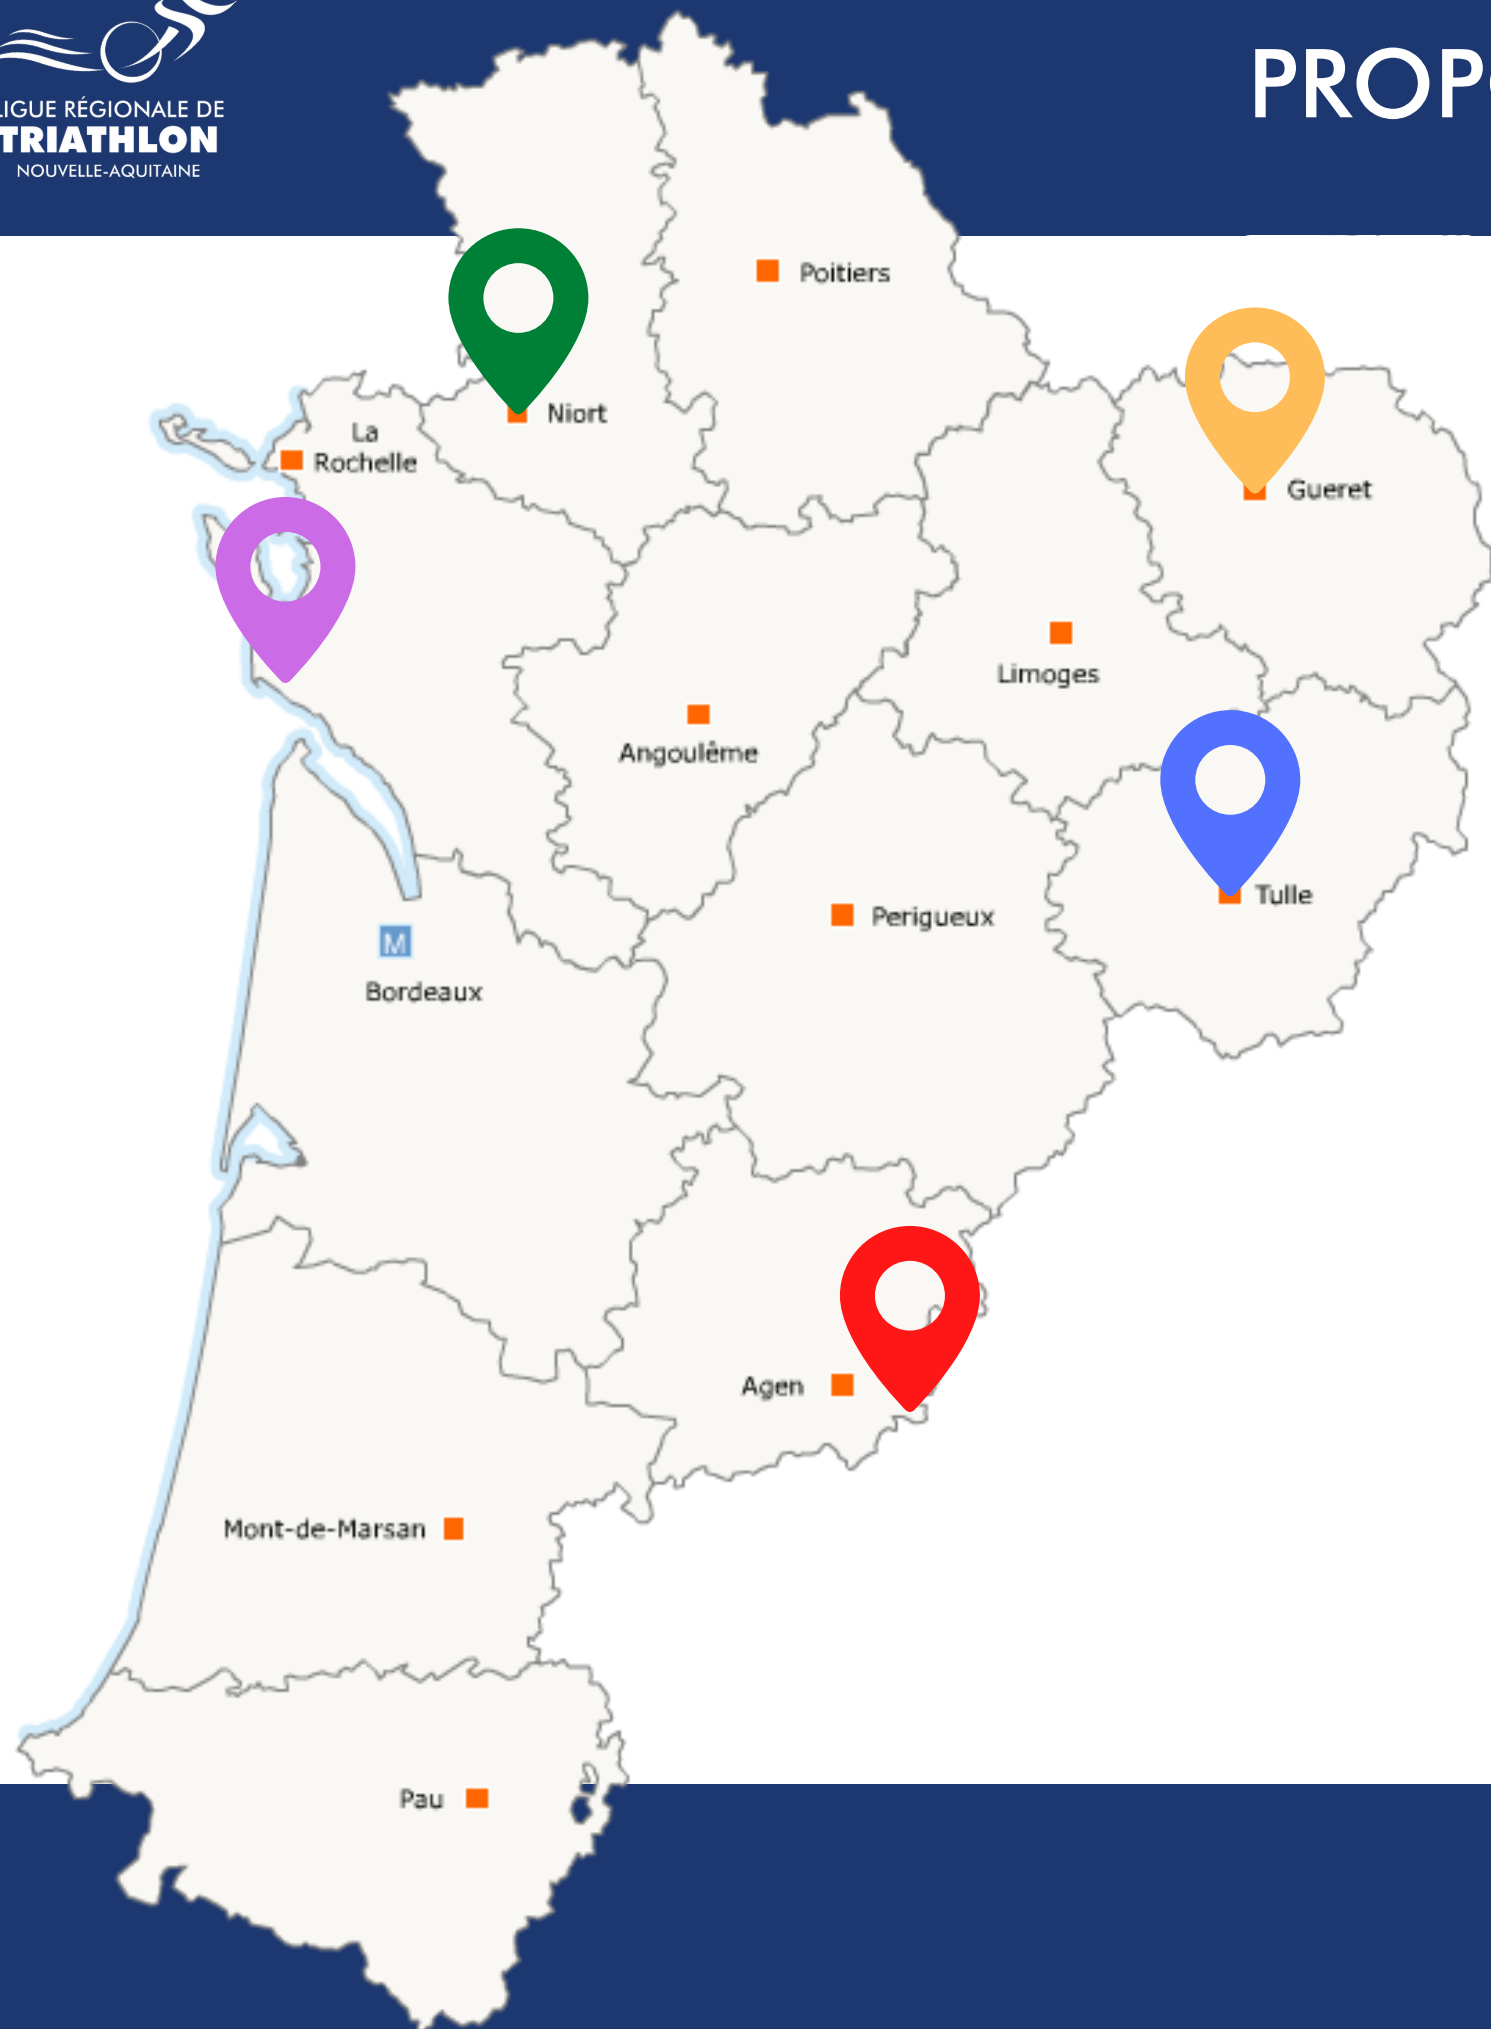 LIGUE RÉGIONALE DE
TRIATHLON
NOUVELLE-AQUITAINE
Poitiers
Niort
La
Rochelle
Gueret
Limoges
Angoulême
Tulle
Perigueux
M
Bordeaux
Agen
Mont-de-Marsan
Pau